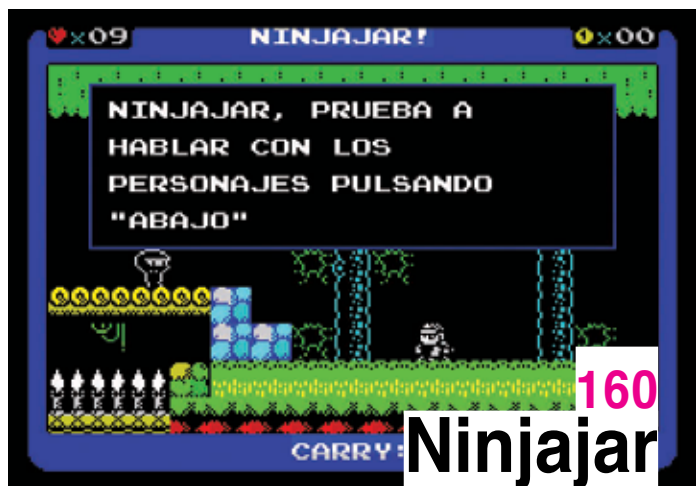 ×09 NINJAJAR! ×00
NINJAJAR, PRUEBA A
HABLAR CON LOS
PERSONAJES PULSANDO
"ABAJO"
160
CARRY:
Ninjajar